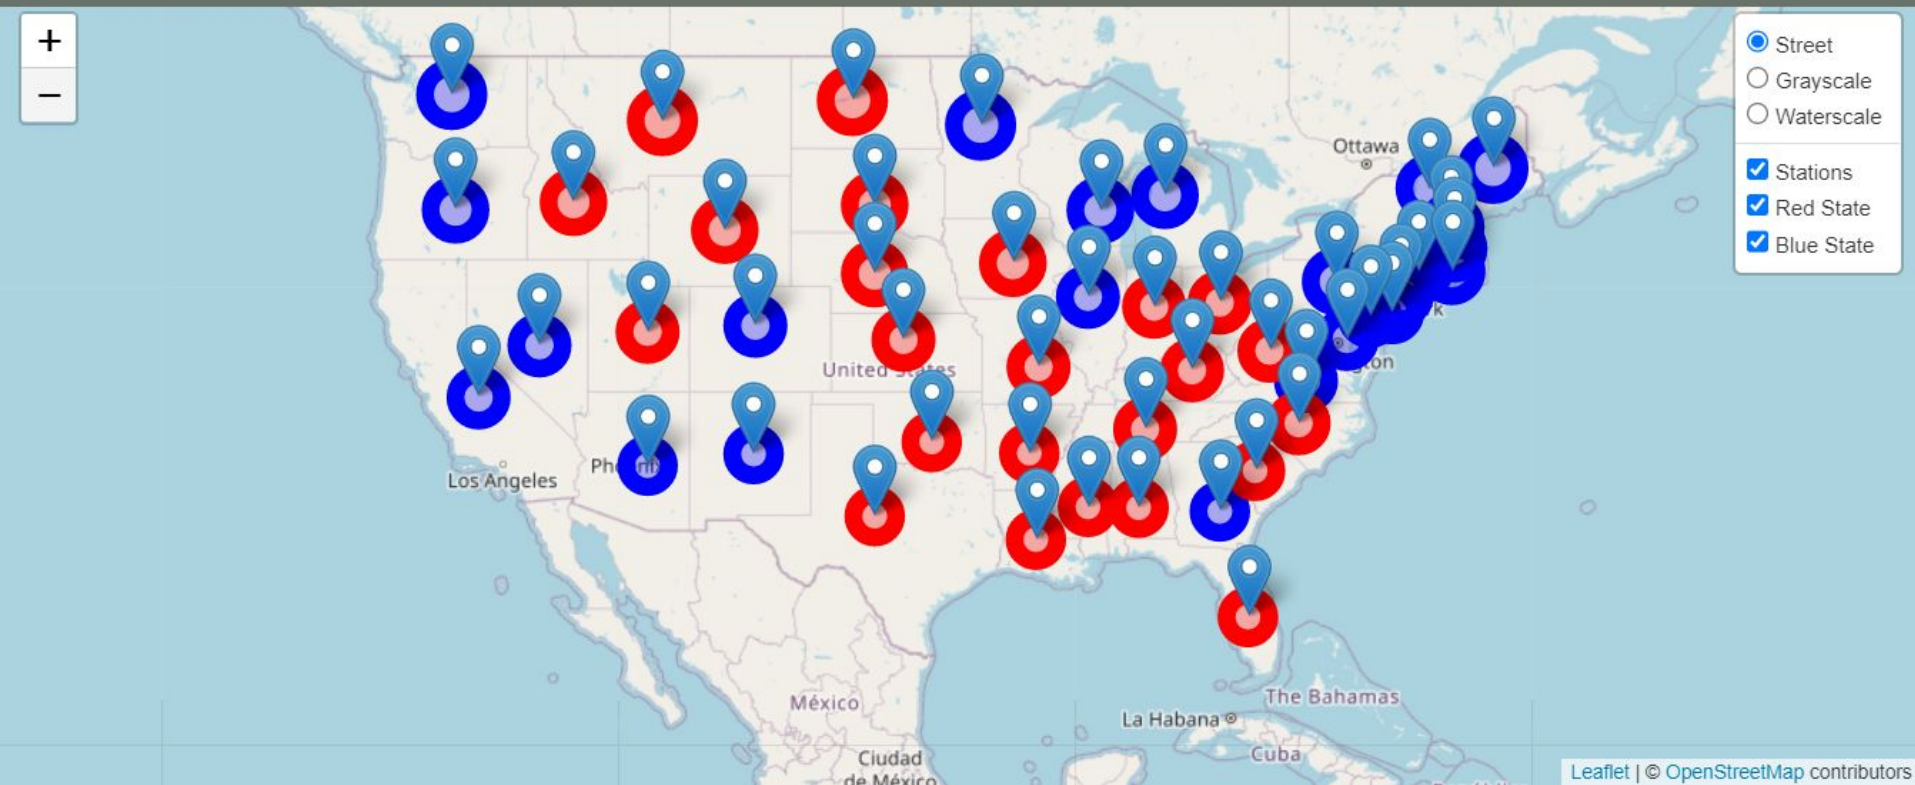 +
−
Street
Grayscale
Waterscale
Stations
Red State
Blue State
Ottawa
United States
Los Angeles
México
La Habana
The Bahamas
Cuba
Ciudad
de México
Leaflet | © OpenStreetMap contributors